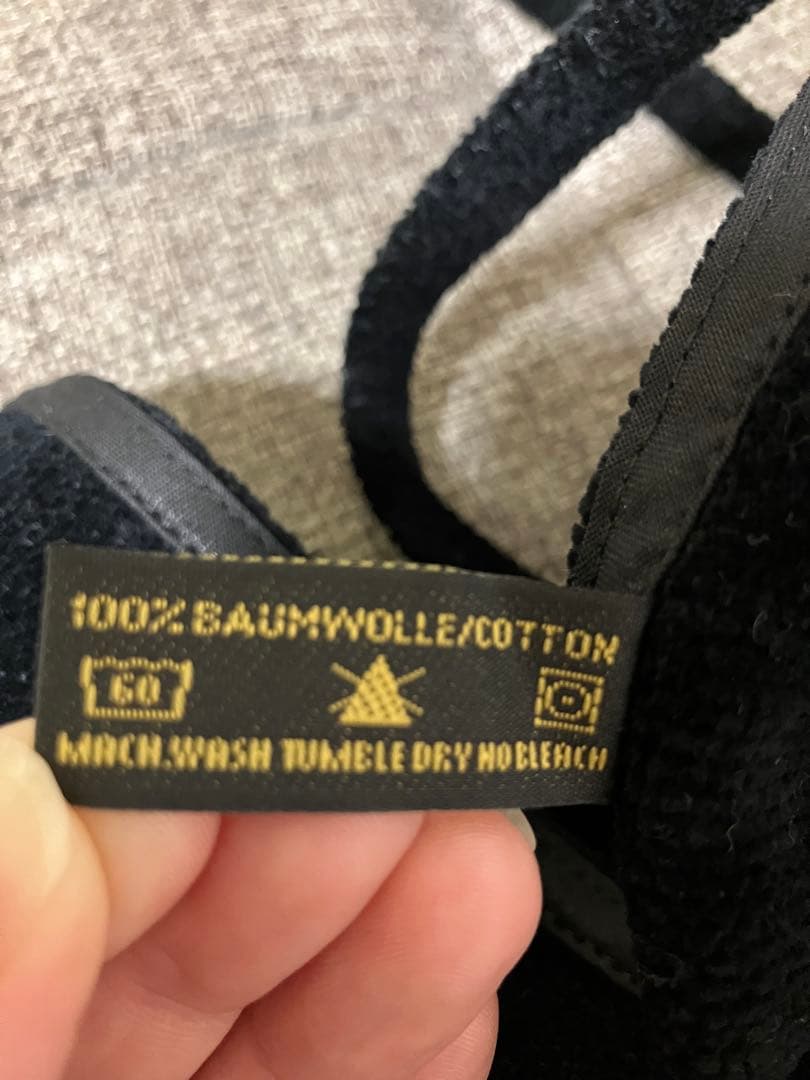 100% BAUMWOLLE/COTTON
60
MACH.WASH TUMBLE DRY NO BLEACH